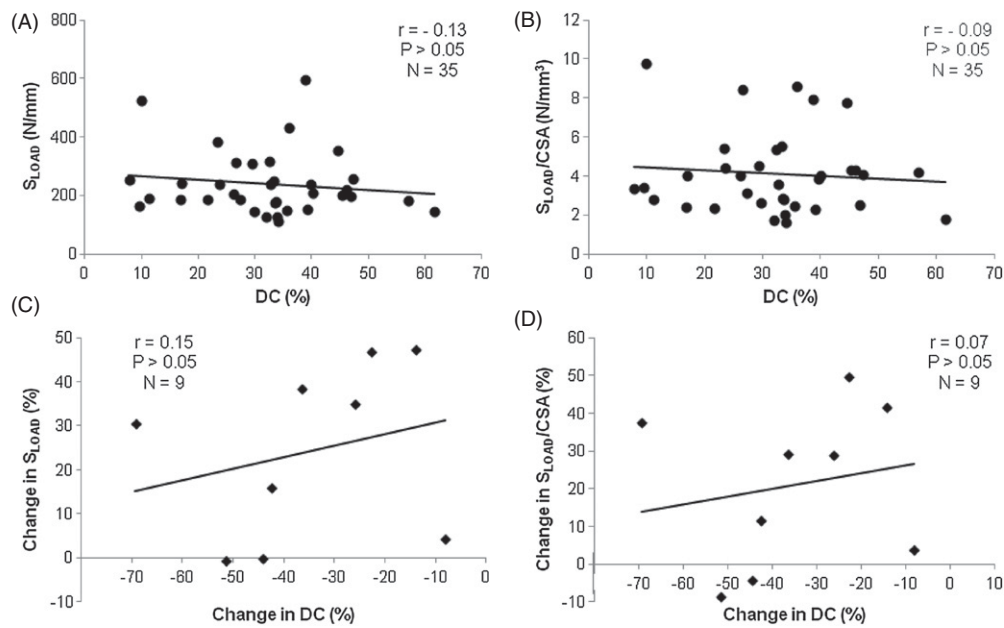 (A)
800
600
400
200
0
S LOAD (N/mm)
r = - 0.13
P > 0.05
N = 35
0 10 20 30 40 50 60 70
DC (%)
(B)
12
10
8
6
4
2
0
S LOAD/CSA (N/mm³)
r = -0.09
P > 0.05
N = 35
0 10 20 30 40 50 60 70
DC (%)
(C)
50
40
30
20
10
0
-10
Change in S LOAD (%)
r = 0.15
P > 0.05
N = 9
-70 -60 -50 -40 -30 -20 -10 0
Change in DC (%)
(D)
60
50
40
30
20
10
0
-10
Change in S LOAD/CSA (%)
r = 0.07
P > 0.05
N = 9
-70 -60 -50 -40 -30 -20 -10 0 10
Change in DC (%)